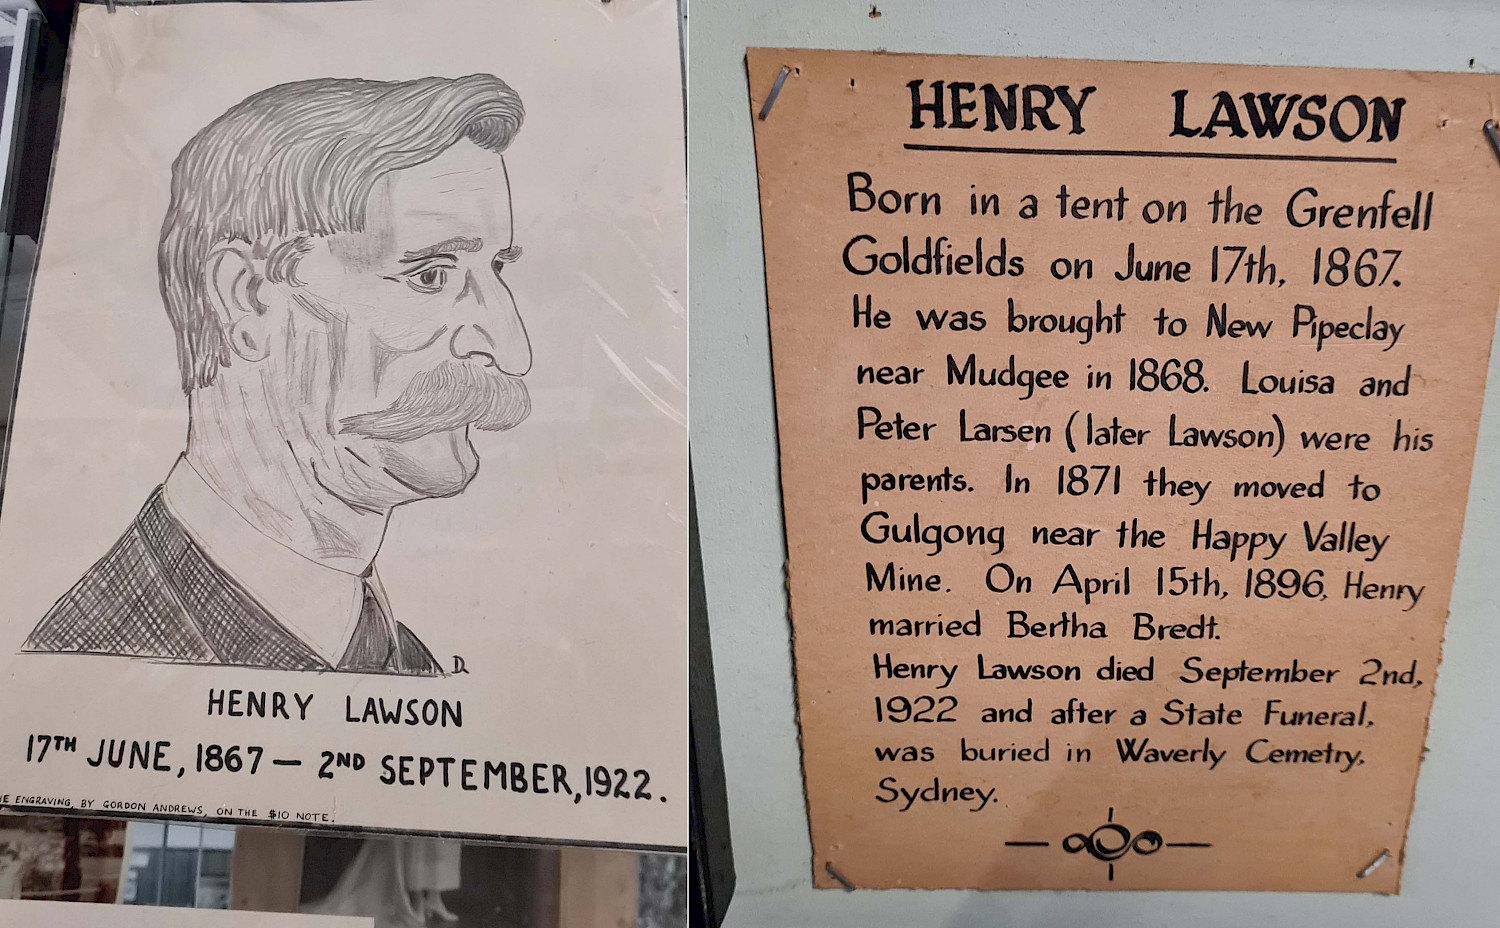 HENRY LAWSON
17TH JUNE, 1867 — 2ND SEPTEMBER, 1922.
ENGRAVING, BY GORDON ANDREWS, ON THE $10 NOTE.
HENRY LAWSON
Born in a tent on the Grenfell
Goldfields on June 17th, 1867.
He was brought to New Pipeclay
near Mudgee in 1868. Louisa and
Peter Larsen (later Lawson) were his
parents. In 1871 they moved to
Gulgong near the Happy Valley
Mine. On April 15th, 1896, Henry
married Bertha Bredt.
Henry Lawson died September 2nd,
1922 and after a State Funeral,
was buried in Waverly Cemetry,
Sydney.